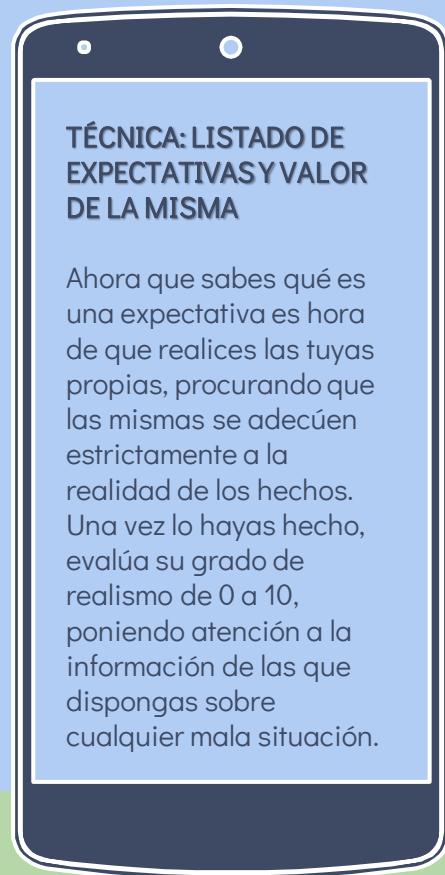 TÉCNICA: LISTADO DE
EXPECTATIVAS Y VALOR
DE LA MISMA
Ahora que sabes qué es
una expectativa es hora
de que realices las tuyas
propias, procurando que
las mismas se adecúen
estrictamente a la
realidad de los hechos.
Una vez lo hayas hecho,
evalúa su grado de
realismo de 0 a 10,
poniendo atención a la
información de las que
dispongas sobre
cualquier mala situación.